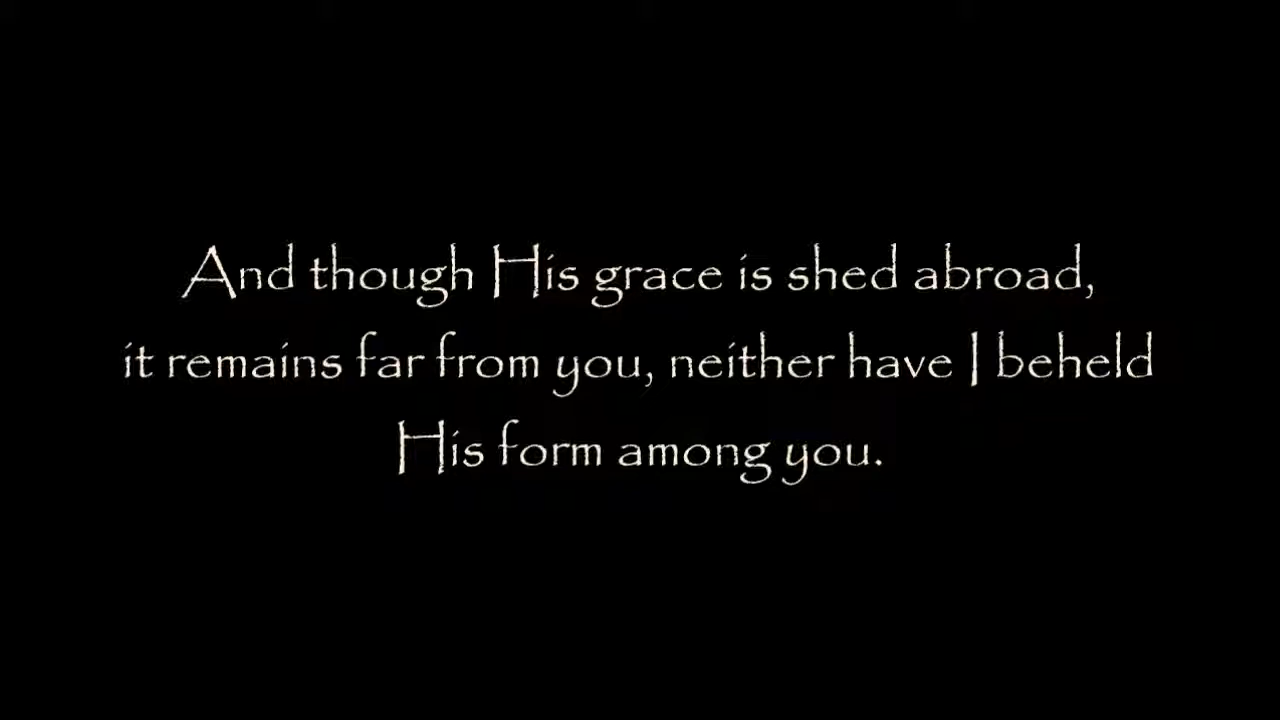 And though His grace is shed abroad,
it remains far from you, neither have I beheld
His form among you.